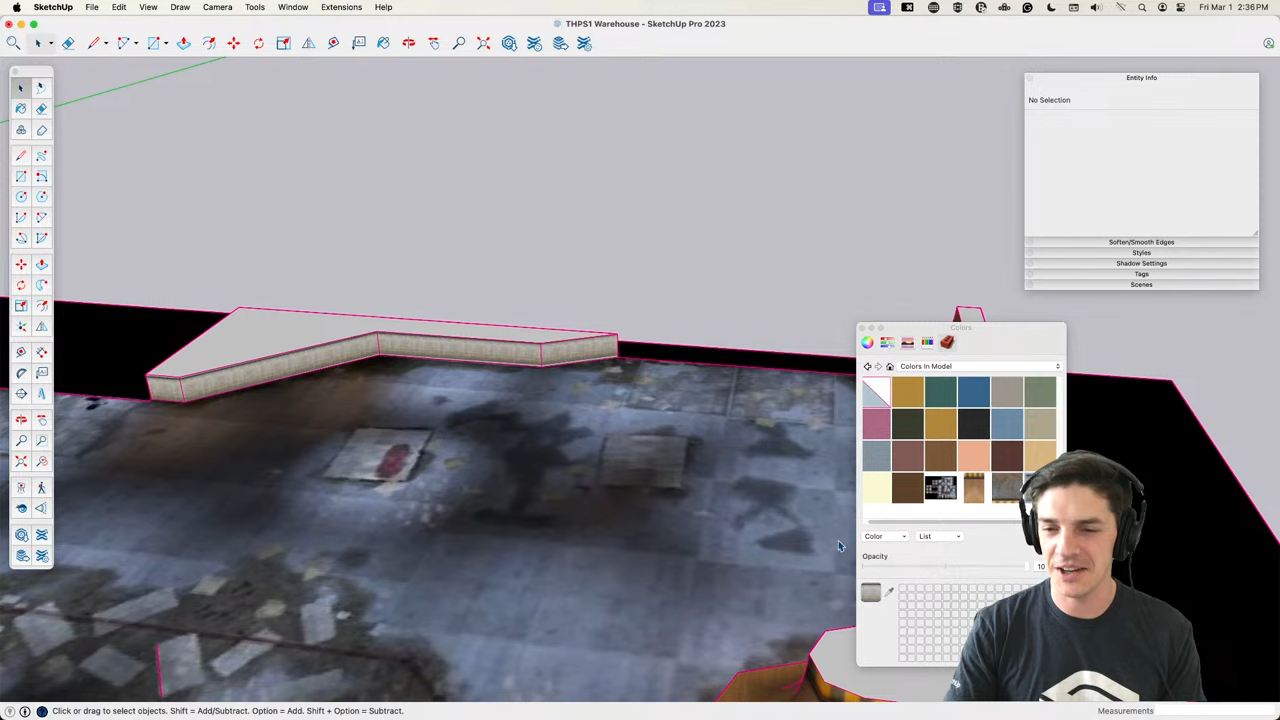 SketchUp File Edit View Camera Draw Tools Window Extensions Help Fri Mar 1 2:36 PM
THPS1 Warehouse - SketchUp Pro 2023
Entity Info
No Selection
Soften/Smooth Edges
Styles
Shadow Settings
Tags
Scenes
Colors
Colors In Model
Color List
Opacity
10
Click or drag to select objects. Shift = Add/Subtract. Option = Add. Shift + Option = Subtract. Measurements